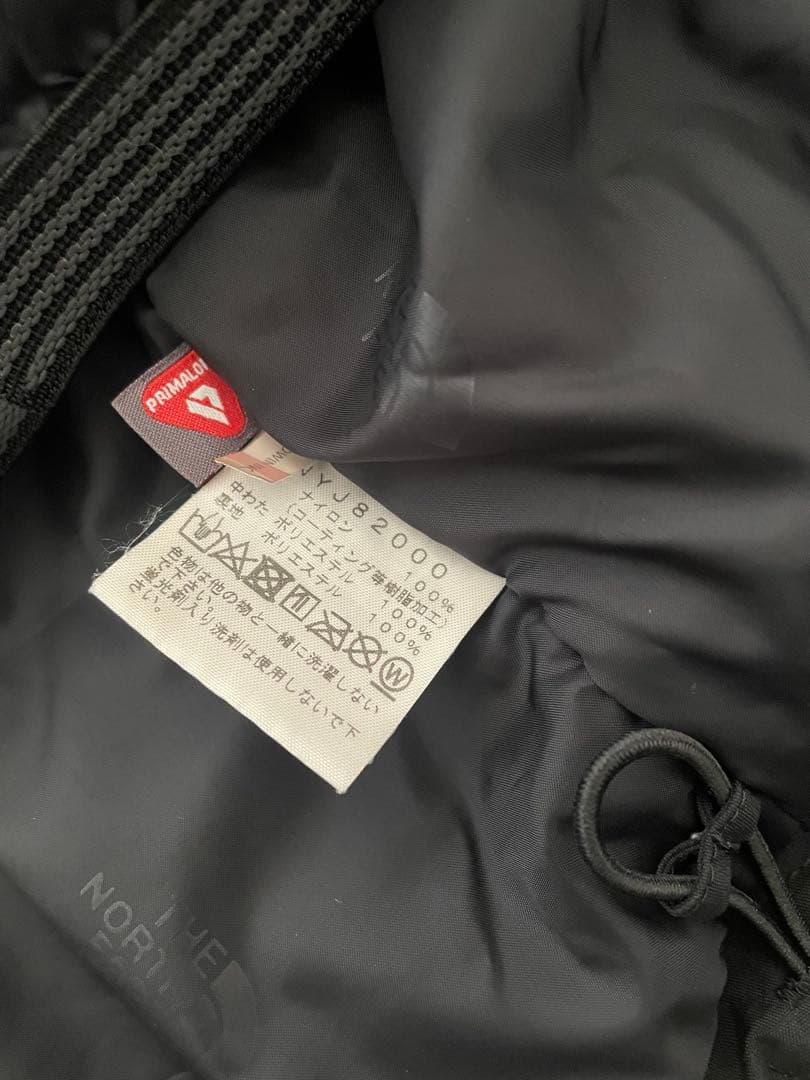 PRIMALO
NYJ82000
ナイロン 100%
(コーティング等樹脂加工)
中わた ポリエステル 100%
裏地 ポリエステル 100%
W
色物は他の物と一緒に洗濯しない
で下さい。
蛍光剤入り洗剤は使用しないで下
さい。
THE
NORTH